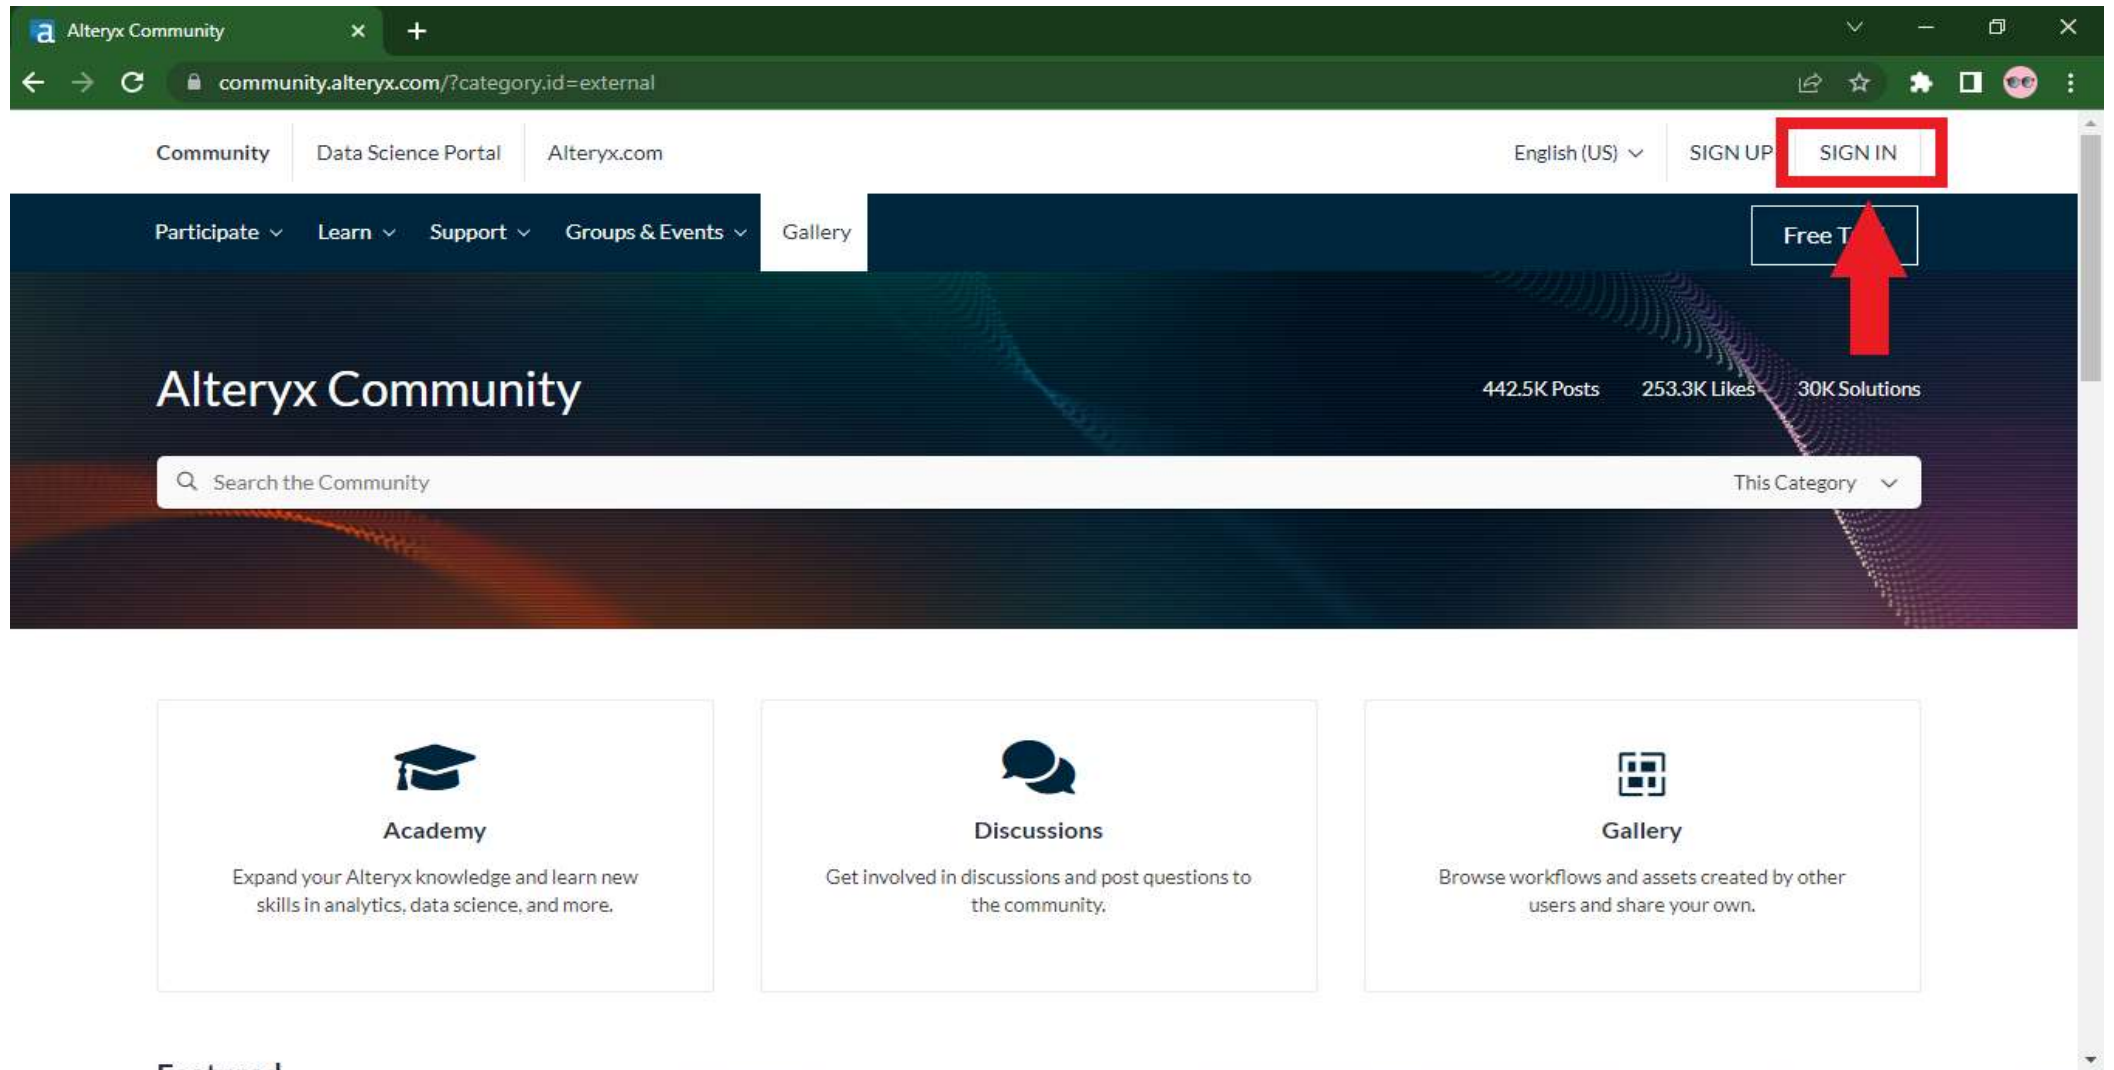 Alteryx Community
community.alteryx.com/?category.id=external
Community Data Science Portal Alteryx.com English (US) SIGN UP SIGN IN
Participate Learn Support Groups & Events Gallery Free
Alteryx Community
442.5K Posts 253.3K Likes 30K Solutions
Search the Community This Category
Academy
Expand your Alteryx knowledge and learn new
skills in analytics, data science, and more.
Discussions
Get involved in discussions and post questions to
the community.
Gallery
Browse workflows and assets created by other
users and share your own.